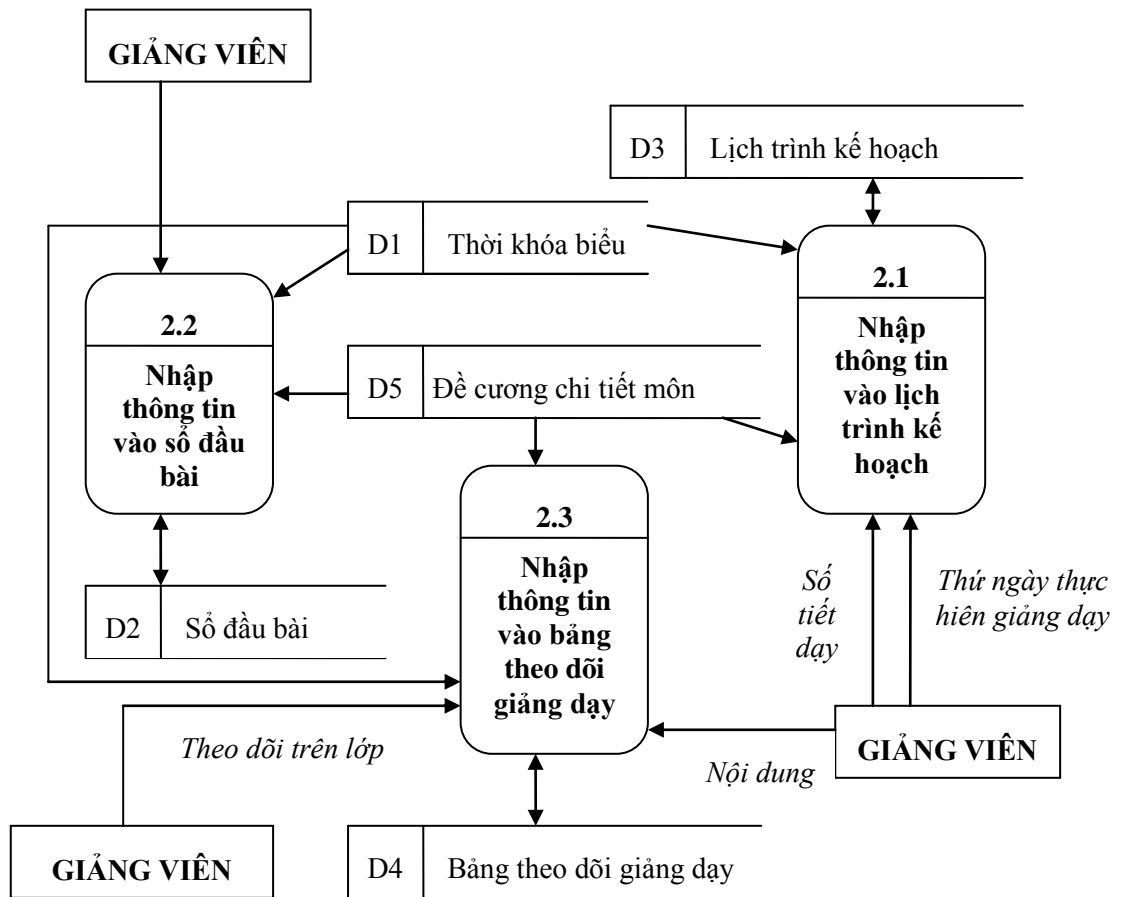 GIẢNG VIÊN
D3 Lịch trình kế hoạch
D1 Thời khóa biểu
2.1
Nhập
thông tin
vào lịch
trình kế
hoạch
2.2
Nhập
thông tin
vào sổ đầu
bài
D5 Đề cương chi tiết môn
2.3
Nhập
thông tin
vào bảng
theo dõi
giảng dạy
Số
tiết
dạy
Thứ ngày thực
hiên giảng dạy
D2 Sổ đầu bài
Theo dõi trên lớp
Nội dung
GIẢNG VIÊN
GIẢNG VIÊN
D4 Bảng theo dõi giảng dạy